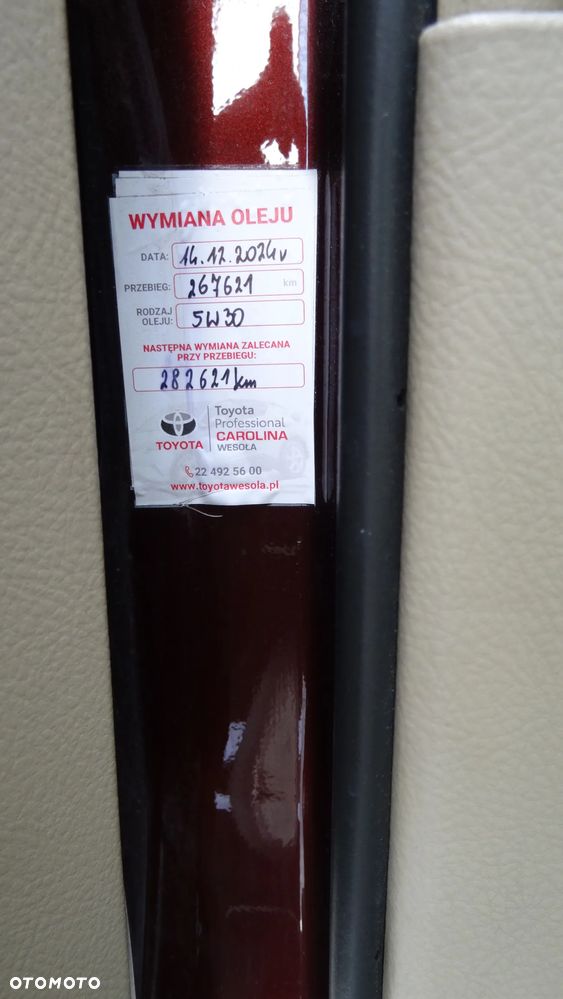 WYMIANA OLEJU
DATA: 14.12.2024r
PRZEBIEG: 267621 km
RODZAJ OLEJU: 5W30
NASTĘPNA WYMIANA ZALECANA
PRZY PRZEBIEGU:
282621 km
TOYOTA
Toyota
Professional
CAROLINA
WESOŁA
22 492 56 00
www.toyotawesola.pl
OTOMOTO